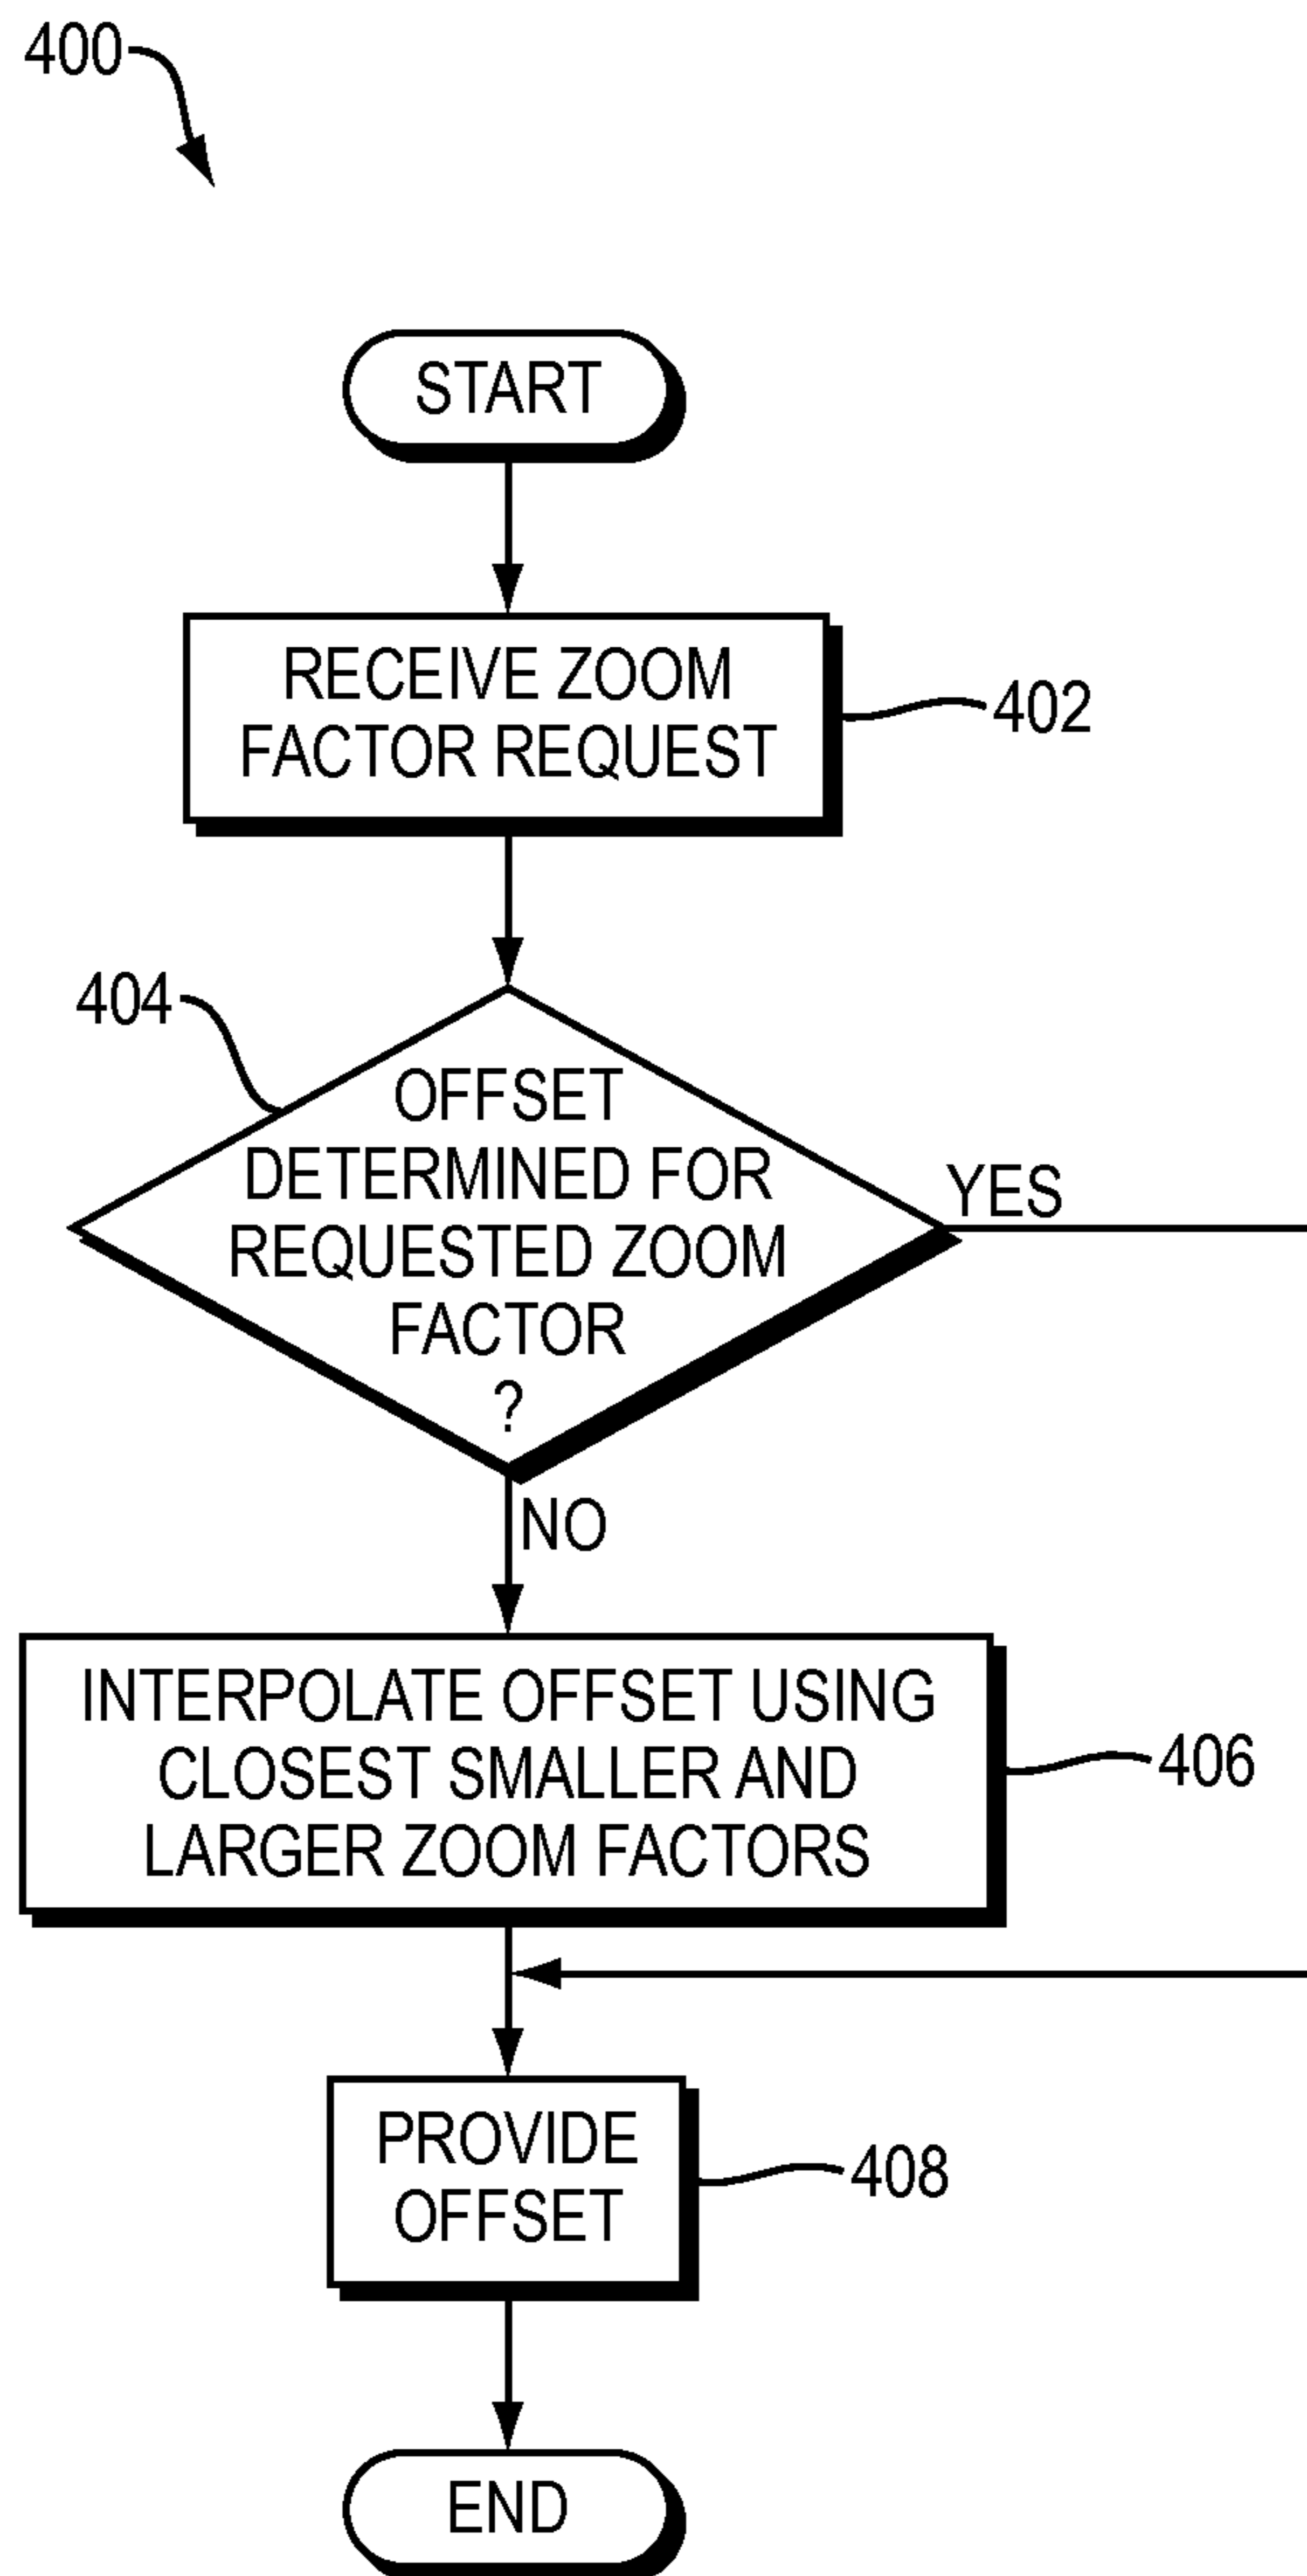 400
START
RECEIVE ZOOM
FACTOR REQUEST
402
404
OFFSET
DETERMINED FOR
REQUESTED ZOOM
FACTOR
?
YES
NO
INTERPOLATE OFFSET USING
CLOSEST SMALLER AND
LARGER ZOOM FACTORS
406
PROVIDE
OFFSET
408
END